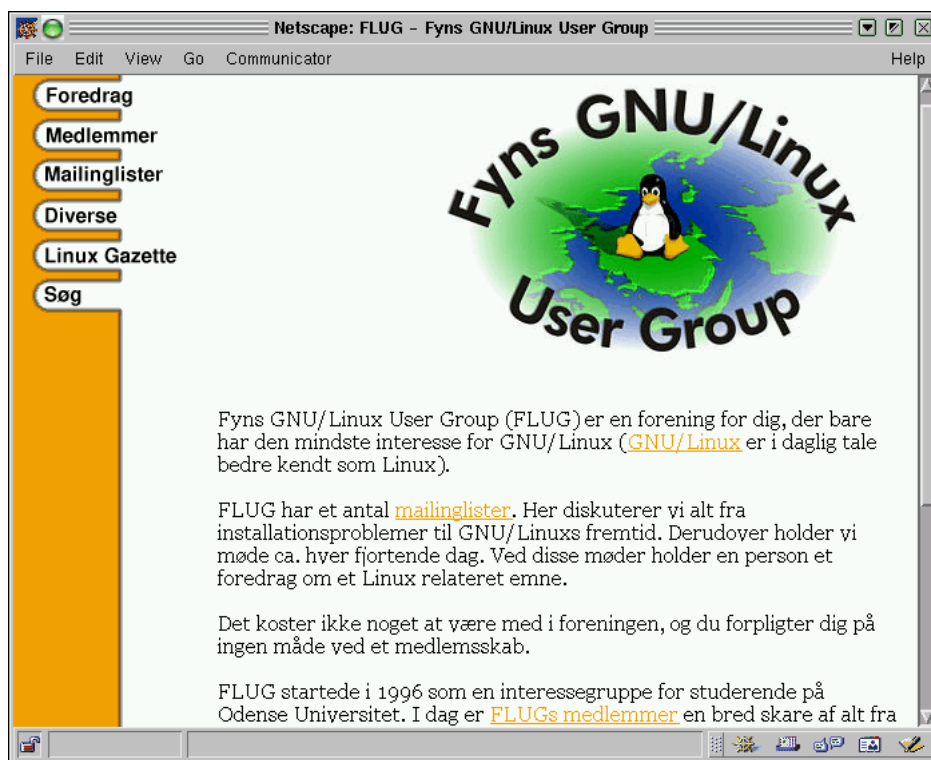 Netscape: FLUG - Fyns GNU/Linux User Group
File Edit View Go Communicator Help
Foredrag
Medlemmer
Mailinglister
Diverse
Linux Gazette
Søg
Fyns GNU/Linux
User Group
Fyns GNU/Linux User Group (FLUG) er en forening for dig, der bare
har den mindste interesse for GNU/Linux (GNU/Linux er i daglig tale
bedre kendt som Linux).
FLUG har et antal mailinglister. Her diskuterer vi alt fra
installationsproblemer til GNU/Linuxs fremtid. Derudover holder vi
møde ca. hver fjortende dag. Ved disse møder holder en person et
foredrag om et Linux relateret emne.
Det koster ikke noget at være med i foreningen, og du forpligter dig på
ingen måde ved et medlemsskab.
FLUG startede i 1996 som en interessegruppe for studerende på
Odense Universitet. I dag er FLUGs medlemmer en bred skare af alt fra